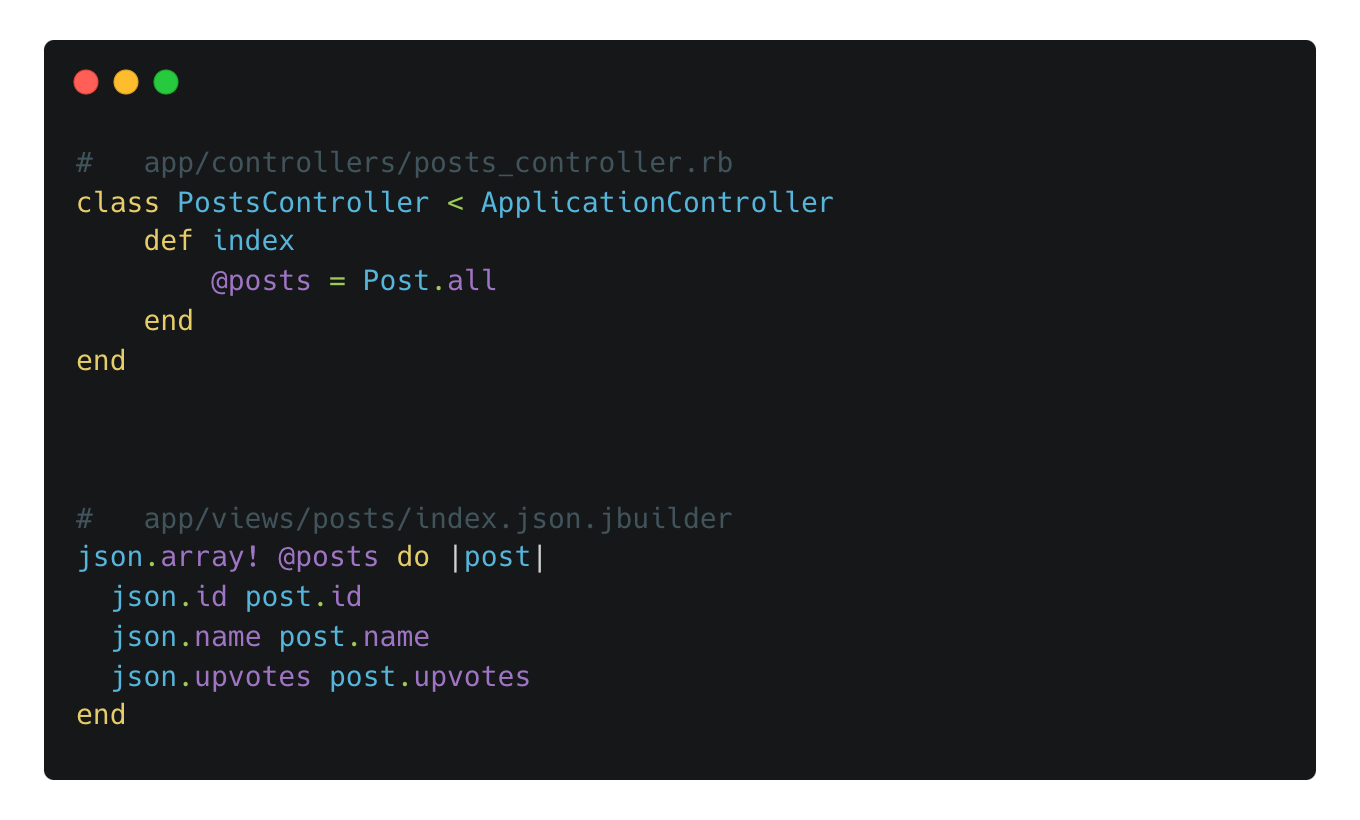 #   app/controllers/posts_controller.rb
class PostsController < ApplicationController
    def index
        @posts = Post.all
    end
end
#   app/views/posts/index.json.jbuilder
json.array! @posts do |post|
  json.id post.id
  json.name post.name
  json.upvotes post.upvotes
end